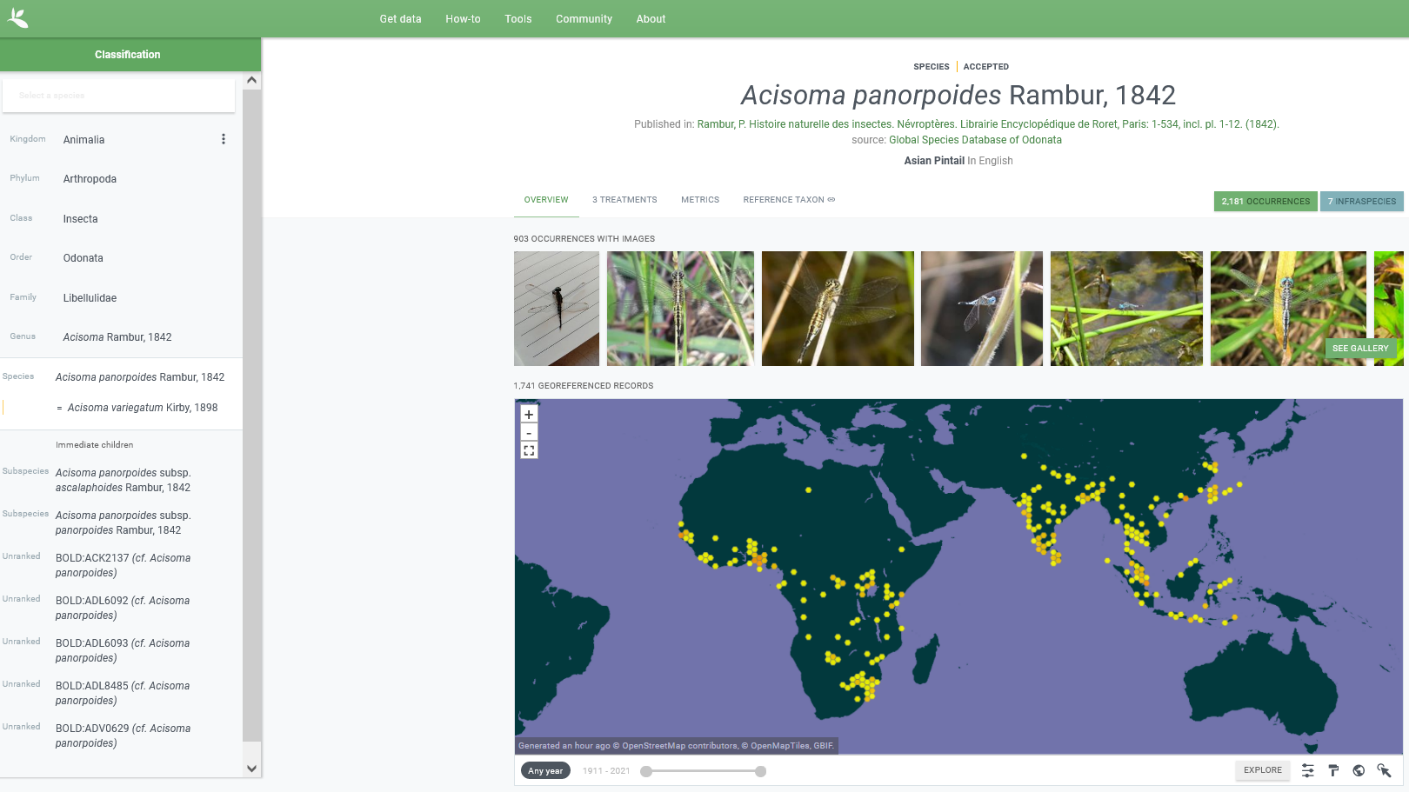 Get data How-to Tools Community About
Classification
Select a species
Kingdom Animalia
Phylum Arthropoda
Class Insecta
Order Odonata
Family Libellulidae
Genus Acisoma Rambur, 1842
Species Acisoma panorpoides Rambur, 1842
= Acisoma variegatum Kirby, 1898
Immediate children
Subspecies Acisoma panorpoides subsp.
ascalaphoides Rambur, 1842
Subspecies Acisoma panorpoides subsp.
panorpoides Rambur, 1842
Unranked BOLD:ACK2137 (cf. Acisoma
panorpoides)
Unranked BOLD:ADL6092 (cf. Acisoma
panorpoides)
Unranked BOLD:ADL6093 (cf. Acisoma
panorpoides)
Unranked BOLD:ADL8485 (cf. Acisoma
panorpoides)
Unranked BOLD:ADV0629 (cf. Acisoma
panorpoides)
SPECIES ACCEPTED
Acisoma panorpoides Rambur, 1842
Published in: Rambur, P. Histoire naturelle des insectes. Névroptères. Librairie Encyclopédique de Roret, Paris: 1-534, incl. pl. 1-12. (1842).
source: Global Species Database of Odonata
Asian Pintail In English
OVERVIEW 3 TREATMENTS METRICS REFERENCE TAXON 2,181 OCCURRENCES 7 INFRASPECIES
903 OCCURRENCES WITH IMAGES
SEE GALLERY
1,741 GEOREFERENCED RECORDS
+
-
Generated an hour ago © OpenStreetMap contributors, © OpenMapTiles, GBIF.
Any year 1911 - 2021 EXPLORE